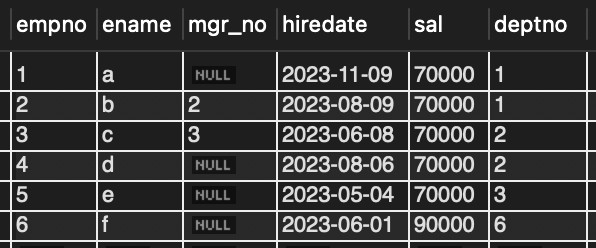 empno ename mgr_no hiredate sal deptno
1 a NULL 2023-11-09 70000 1
2 b 2 2023-08-09 70000 1
3 c 3 2023-06-08 70000 2
4 d NULL 2023-08-06 70000 2
5 e NULL 2023-05-04 70000 3
6 f NULL 2023-06-01 90000 6